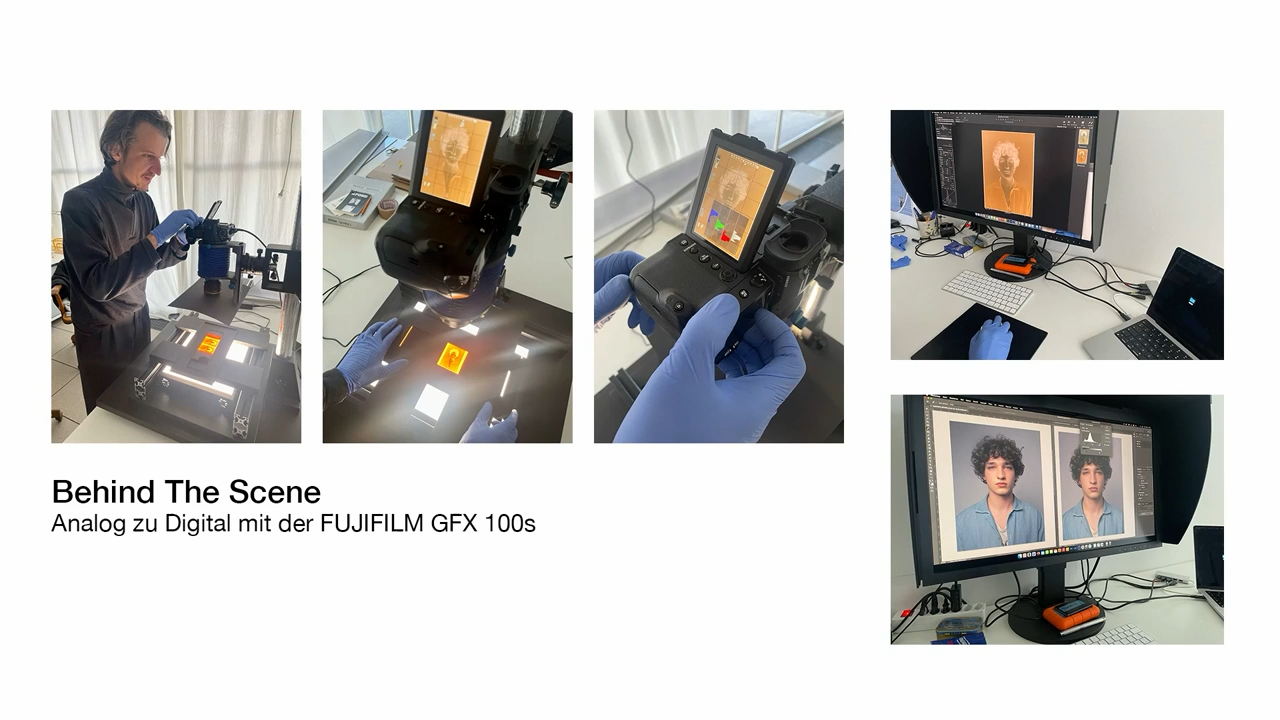 Behind The Scene
Analog zu Digital mit der FUJIFILM GFX 100s